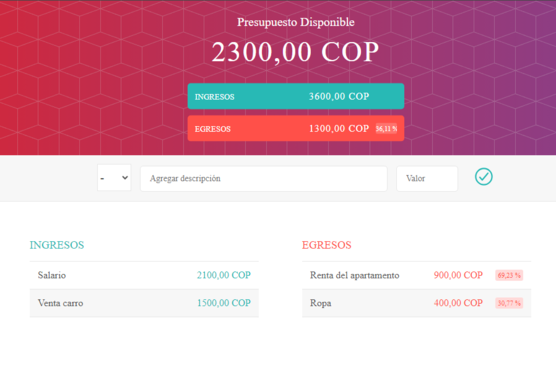 Presupuesto Disponible
2300,00 COP
INGRESOS 3600,00 COP
EGRESOS 1300,00 COP 36,11 %
- Agregar descripción Valor
INGRESOS
Salario 2100,00 COP
Venta carro 1500,00 COP
EGRESOS
Renta del apartamento 900,00 COP 69,23 %
Ropa 400,00 COP 30,77 %